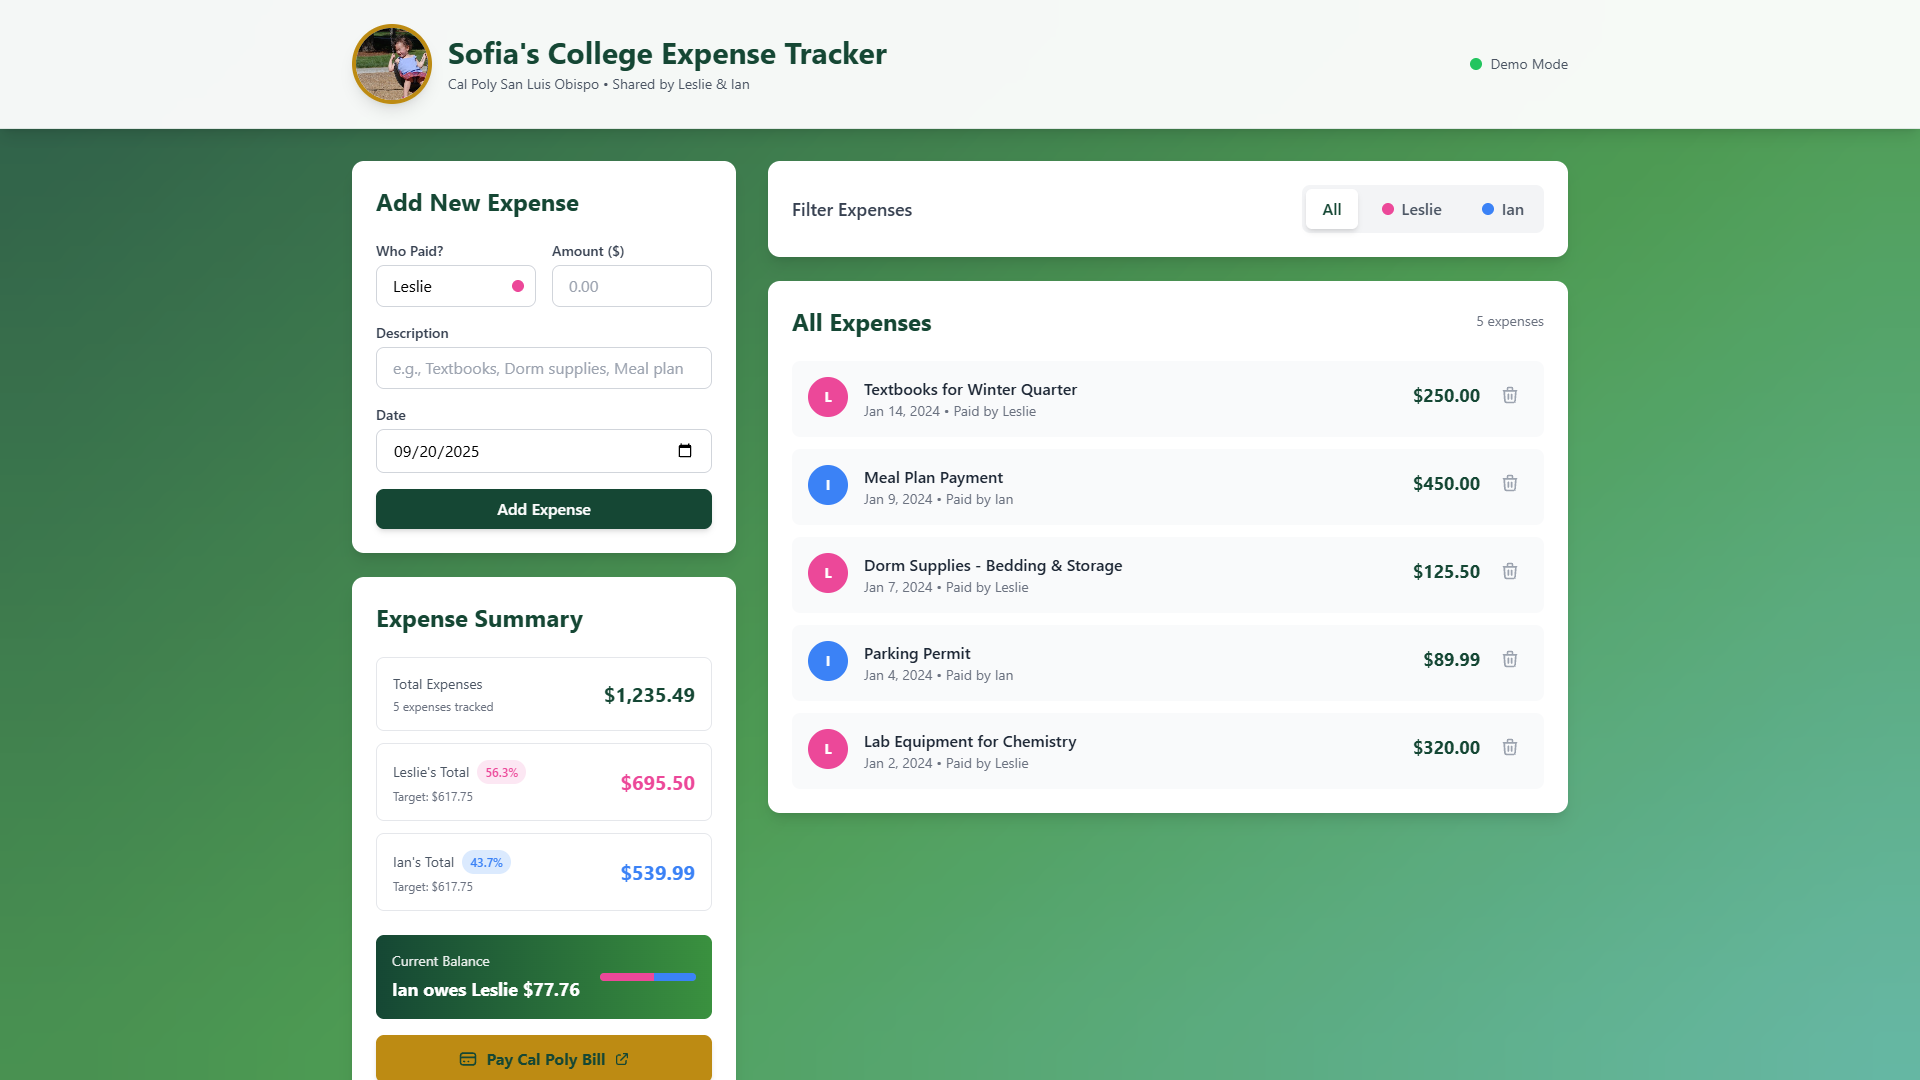 Sofia's College Expense Tracker
Cal Poly San Luis Obispo • Shared by Leslie & Ian
Demo Mode
Add New Expense
Who Paid?
Amount ($)
Leslie
0.00
Description
e.g., Textbooks, Dorm supplies, Meal plan
Date
09/20/2025
Add Expense
Expense Summary
Total Expenses
5 expenses tracked
$1,235.49
Leslie's Total 56.3%
Target: $617.75
$695.50
Ian's Total 43.7%
Target: $617.75
$539.99
Current Balance
Ian owes Leslie $77.76
Pay Cal Poly Bill
Filter Expenses
All
Leslie
Ian
All Expenses
5 expenses
L
Textbooks for Winter Quarter
Jan 14, 2024 • Paid by Leslie
$250.00
I
Meal Plan Payment
Jan 9, 2024 • Paid by Ian
$450.00
L
Dorm Supplies - Bedding & Storage
Jan 7, 2024 • Paid by Leslie
$125.50
I
Parking Permit
Jan 4, 2024 • Paid by Ian
$89.99
L
Lab Equipment for Chemistry
Jan 2, 2024 • Paid by Leslie
$320.00